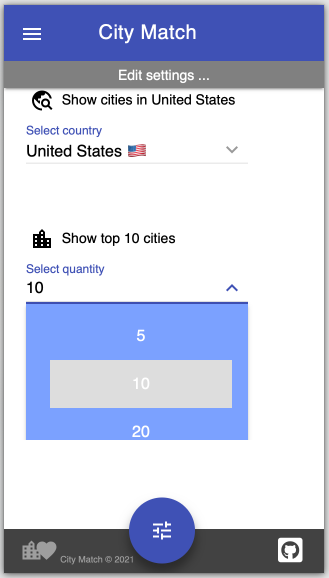 City Match
Edit settings ...
Show cities in United States
Select country
United States 🇺🇸
Show top 10 cities
Select quantity
10
5
10
20
City Match © 2021